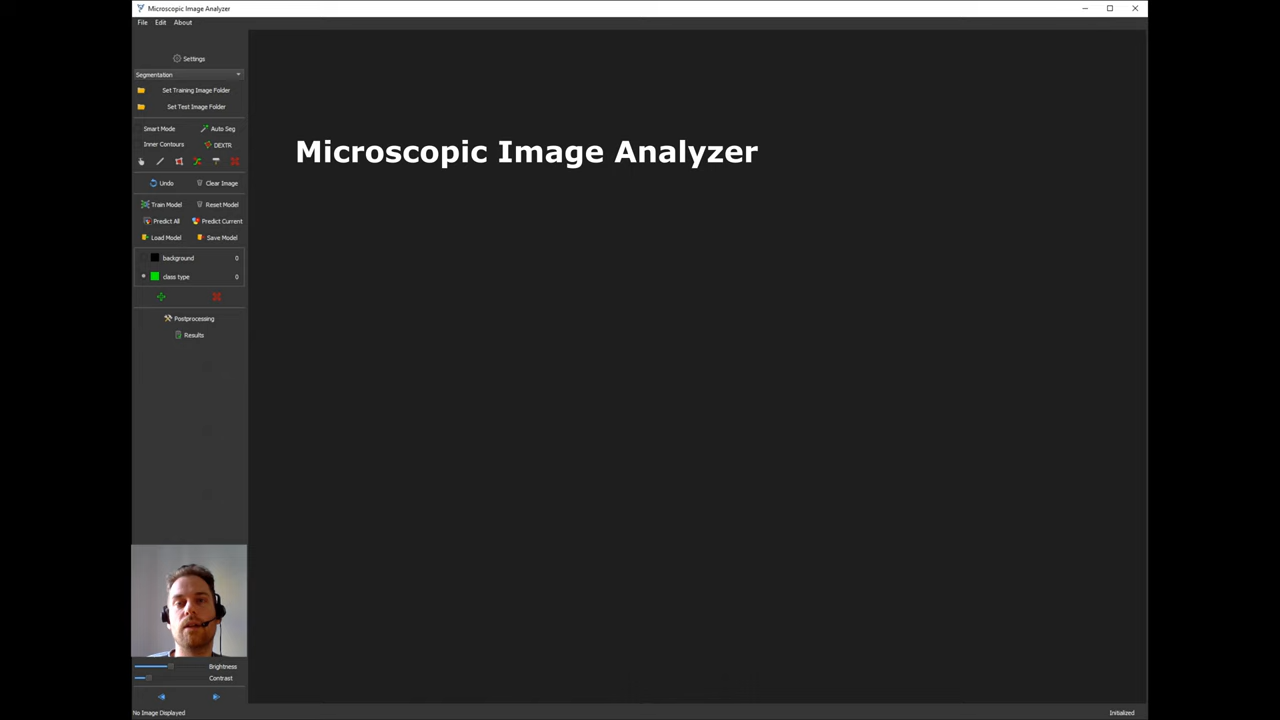 Microscopic Image Analyzer
File Edit About
Settings
Segmentation
Set Training Image Folder
Set Test Image Folder
Smart Mode Auto Seg
Inner Contours DEXTR
Undo Clear Image
Train Model Reset Model
Predict All Predict Current
Load Model Save Model
background 0
class type 0
Postprocessing
Results
Microscopic Image Analyzer
Brightness
Contrast
No Image Displayed Initialized